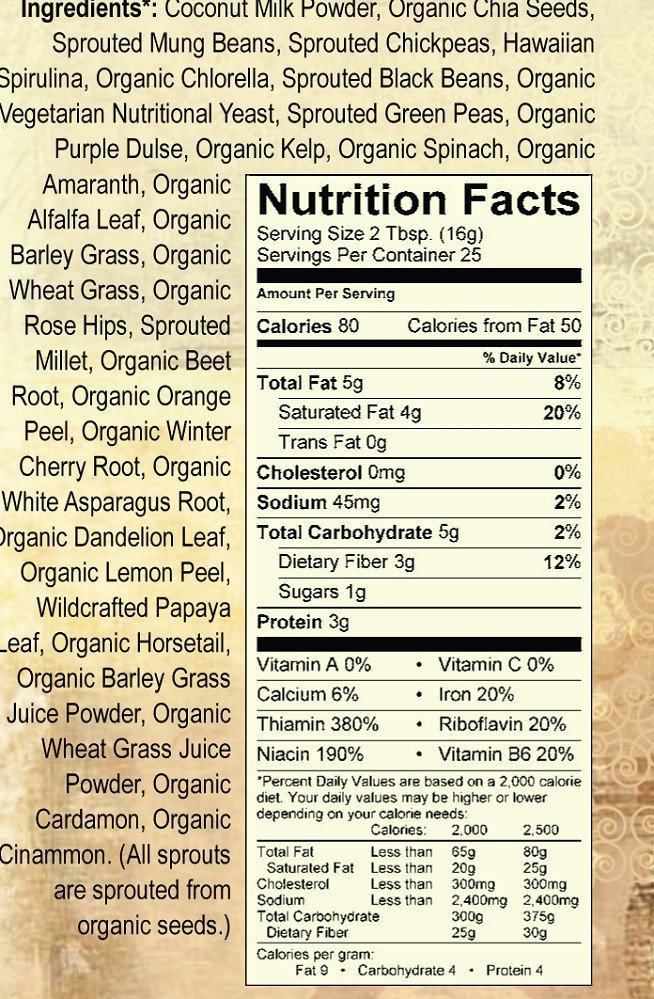 Ingredients*: Coconut Milk Powder, Organic Chia Seeds,
Sprouted Mung Beans, Sprouted Chickpeas, Hawaiian
Spirulina, Organic Chlorella, Sprouted Black Beans, Organic
Vegetarian Nutritional Yeast, Sprouted Green Peas, Organic
Purple Dulse, Organic Kelp, Organic Spinach, Organic
Amaranth, Organic
Alfalfa Leaf, Organic
Barley Grass, Organic
Wheat Grass, Organic
Rose Hips, Sprouted
Millet, Organic Beet
Root, Organic Orange
Peel, Organic Winter
Cherry Root, Organic
White Asparagus Root,
Organic Dandelion Leaf,
Organic Lemon Peel,
Wildcrafted Papaya
Leaf, Organic Horsetail,
Organic Barley Grass
Juice Powder, Organic
Wheat Grass Juice
Powder, Organic
Cardamon, Organic
Cinammon. (All sprouts
are sprouted from
organic seeds.)
Nutrition Facts
Serving Size 2 Tbsp. (16g)
Servings Per Container 25
Amount Per Serving
Calories 80 Calories from Fat 50
% Daily Value*
Total Fat 5g 8%
Saturated Fat 4g 20%
Trans Fat 0g
Cholesterol 0mg 0%
Sodium 45mg 2%
Total Carbohydrate 5g 2%
Dietary Fiber 3g 12%
Sugars 1g
Protein 3g
Vitamin A 0% • Vitamin C 0%
Calcium 6% • Iron 20%
Thiamin 380% • Riboflavin 20%
Niacin 190% • Vitamin B6 20%
*Percent Daily Values are based on a 2,000 calorie
diet. Your daily values may be higher or lower
depending on your calorie needs:
Calories: 2,000 2,500
Total Fat Less than 65g 80g
Saturated Fat Less than 20g 25g
Cholesterol Less than 300mg 300mg
Sodium Less than 2,400mg 2,400mg
Total Carbohydrate 300g 375g
Dietary Fiber 25g 30g
Calories per gram:
Fat 9 • Carbohydrate 4 • Protein 4